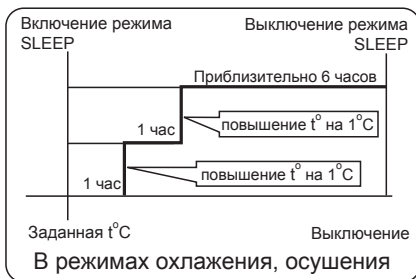 Включение режима SLEEP
Выключение режима SLEEP
Приблизительно 6 часов
1 час
повышение t° на 1°C
1 час
повышение t° на 1°C
Заданная t°C
Выключение
В режимах охлажения, осушения